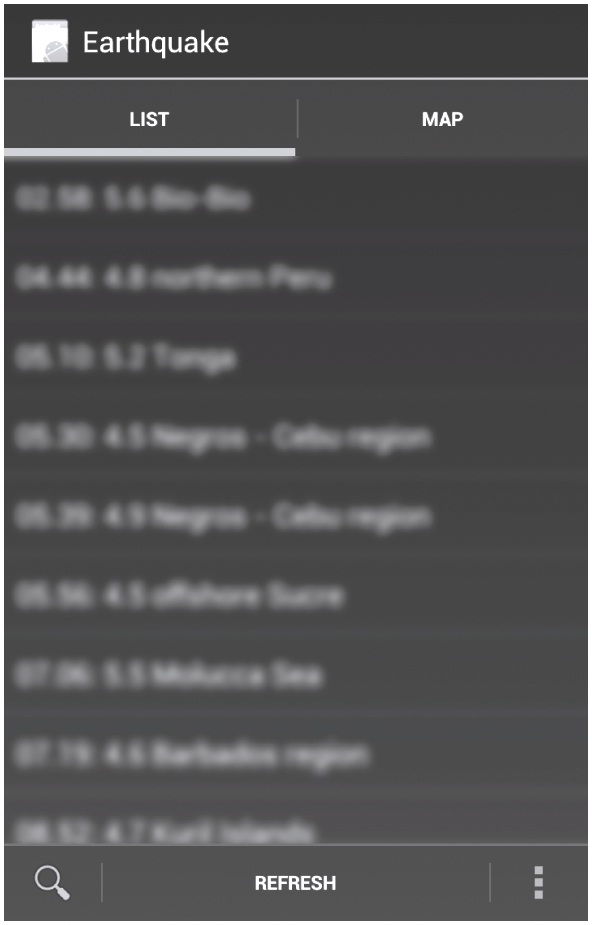 Earthquake
LIST
MAP
02.58: 5.6 Bio-Bio
04.44: 4.8 northern Peru
05.10: 5.2 Tonga
05.30: 4.5 Negros - Cebu region
05.39: 4.9 Negros - Cebu region
05.56: 4.5 offshore Sucre
07.06: 5.5 Molucca Sea
07.19: 4.6 Barbados region
08.52: 4.7 Kuril Islands
REFRESH